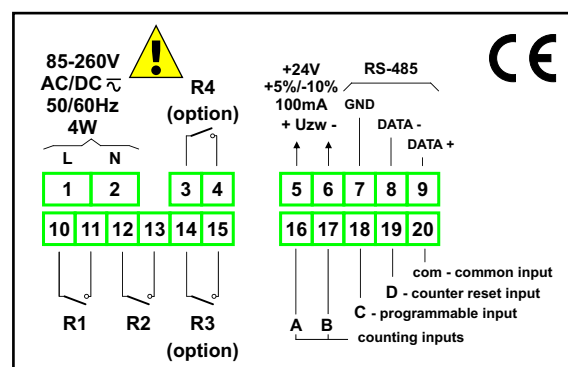 85-260V
AC/DC ⎓
50/60Hz
4W
L N
R4
(option)
+24V
+5%/-10%
100mA
+ Uzw -
RS-485
GND
DATA -
DATA +
CE
1 2 3 4 5 6 7 8 9
10 11 12 13 14 15 16 17 18 19 20
R1 R2 R3
(option)
A B
com - common input
D - counter reset input
C - programmable input
counting inputs